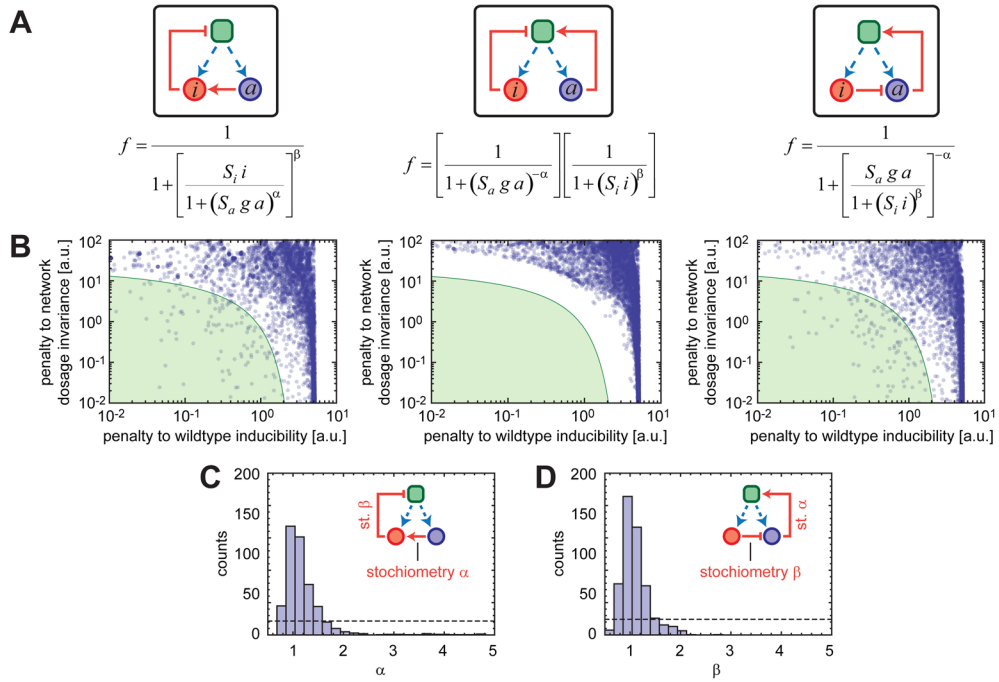 A
i a
i a
i a
f = 1 / 1 + [ S_i i / 1 + (S_a g a)^α ]^β
f = [ 1 / 1 + (S_a g a)^−α ] [ 1 / 1 + (S_i i)^β ]
f = 1 / 1 + [ S_a g a / 1 + (S_i i)^β ]^−α
B
penalty to network
dosage invariance [a.u.]
10^2
10^1
10^0
10^-1
10^-2
10^-2 10^-1 10^0 10^1
penalty to wildtype inducibility [a.u.]
penalty to network
dosage invariance [a.u.]
10^2
10^1
10^0
10^-1
10^-2
10^-2 10^-1 10^0 10^1
penalty to wildtype inducibility [a.u.]
penalty to network
dosage invariance [a.u.]
10^2
10^1
10^0
10^-1
10^-2
10^-2 10^-1 10^0 10^1
penalty to wildtype inducibility [a.u.]
C
counts
200
150
100
50
0
1 2 3 4 5
α
st. β
stochiometry α
D
counts
200
150
100
50
0
1 2 3 4 5
β
st. α
stochiometry β